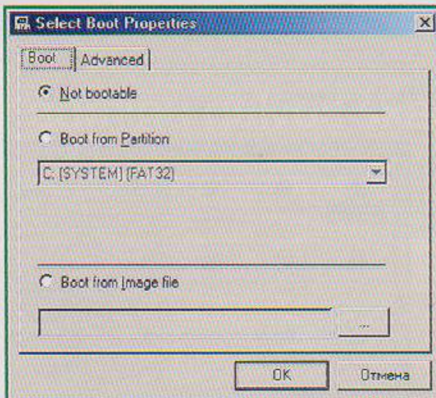 Select Boot Properties
Boot
Advanced
Not bootable
Boot from Partition
C: [SYSTEM] (FAT32)
Boot from Image file
...
OK
Отмена